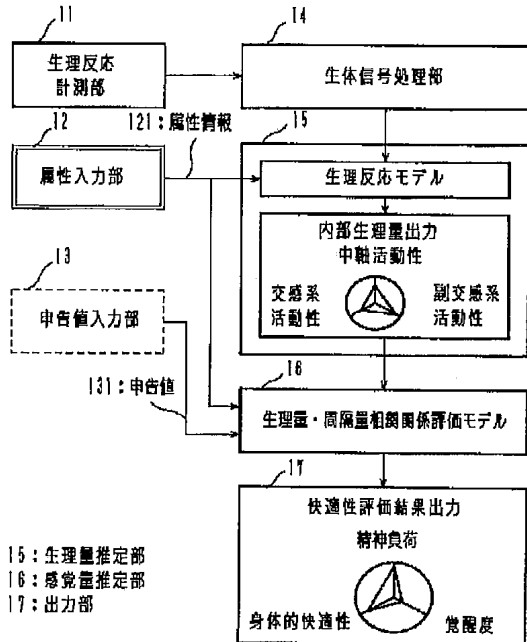 11
生理反応
計測部
14
生体信号処理部
12
121：属性情報
属性入力部
15
生理反応モデル
内部生理量出力
中軸活動性
交感系
活動性
副交感系
活動性
13
申告値入力部
131：申告値
16
生理量・間隔量相関関係評価モデル
17
快適性評価結果出力
精神負荷
身体的快適性
覚醒度
15：生理量推定部
16：感覚量推定部
17：出力部